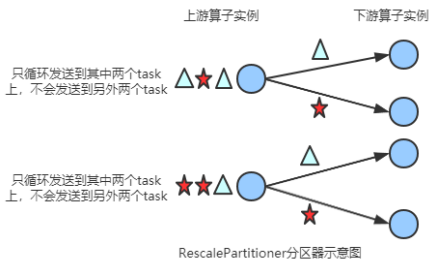 上游算子实例
下游算子实例
只循环发送到其中两个task
上，不会发送到另外两个task
只循环发送到其中两个task
上，不会发送到另外两个task
RescalePartitioner分区器示意图